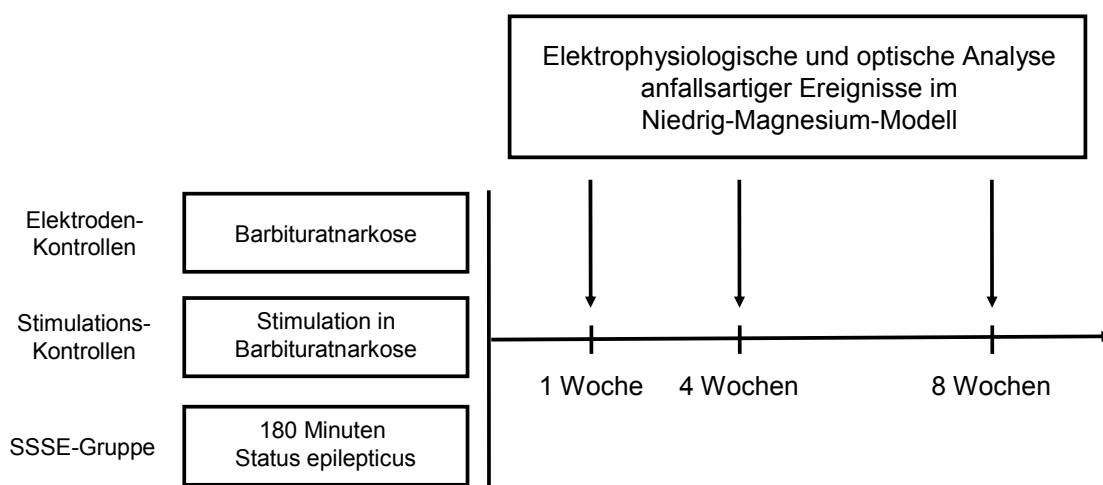 Elektrophysiologische und optische Analyse
anfallsartiger Ereignisse im
Niedrig-Magnesium-Modell
Elektroden-
Kontrollen
Barbituratnarkose
Stimulations-
Kontrollen
Stimulation in
Barbituratnarkose
SSSE-Gruppe
180 Minuten
Status epilepticus
1 Woche
4 Wochen
8 Wochen